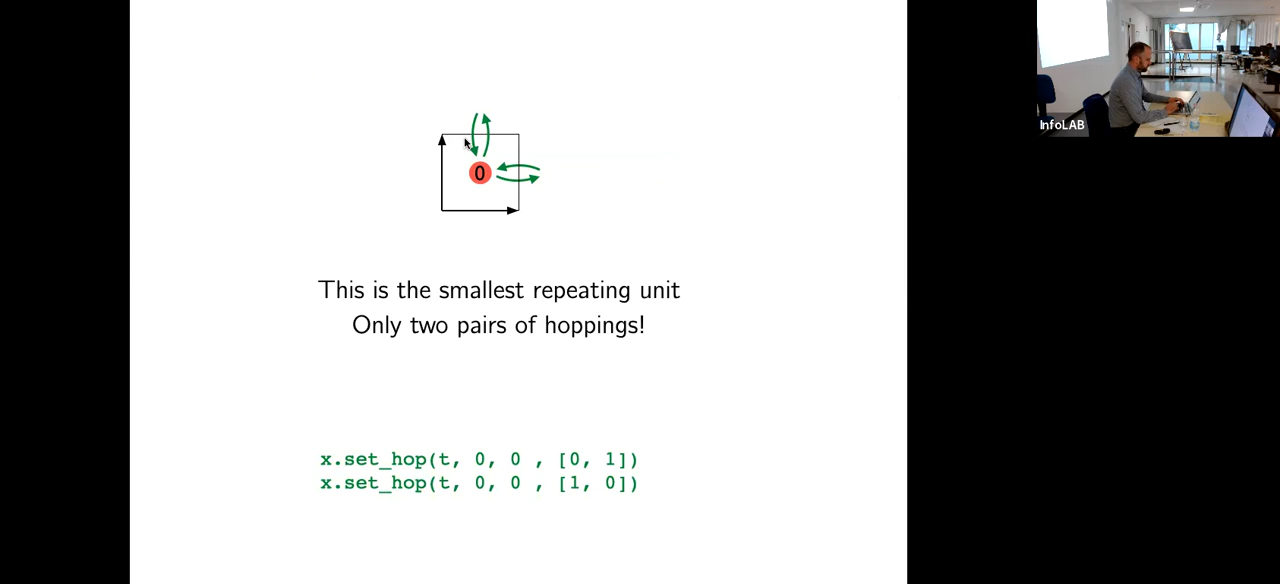 InfoLAB
0
This is the smallest repeating unit
Only two pairs of hoppings!
x.set_hop(t, 0, 0 , [0, 1])
x.set_hop(t, 0, 0 , [1, 0])